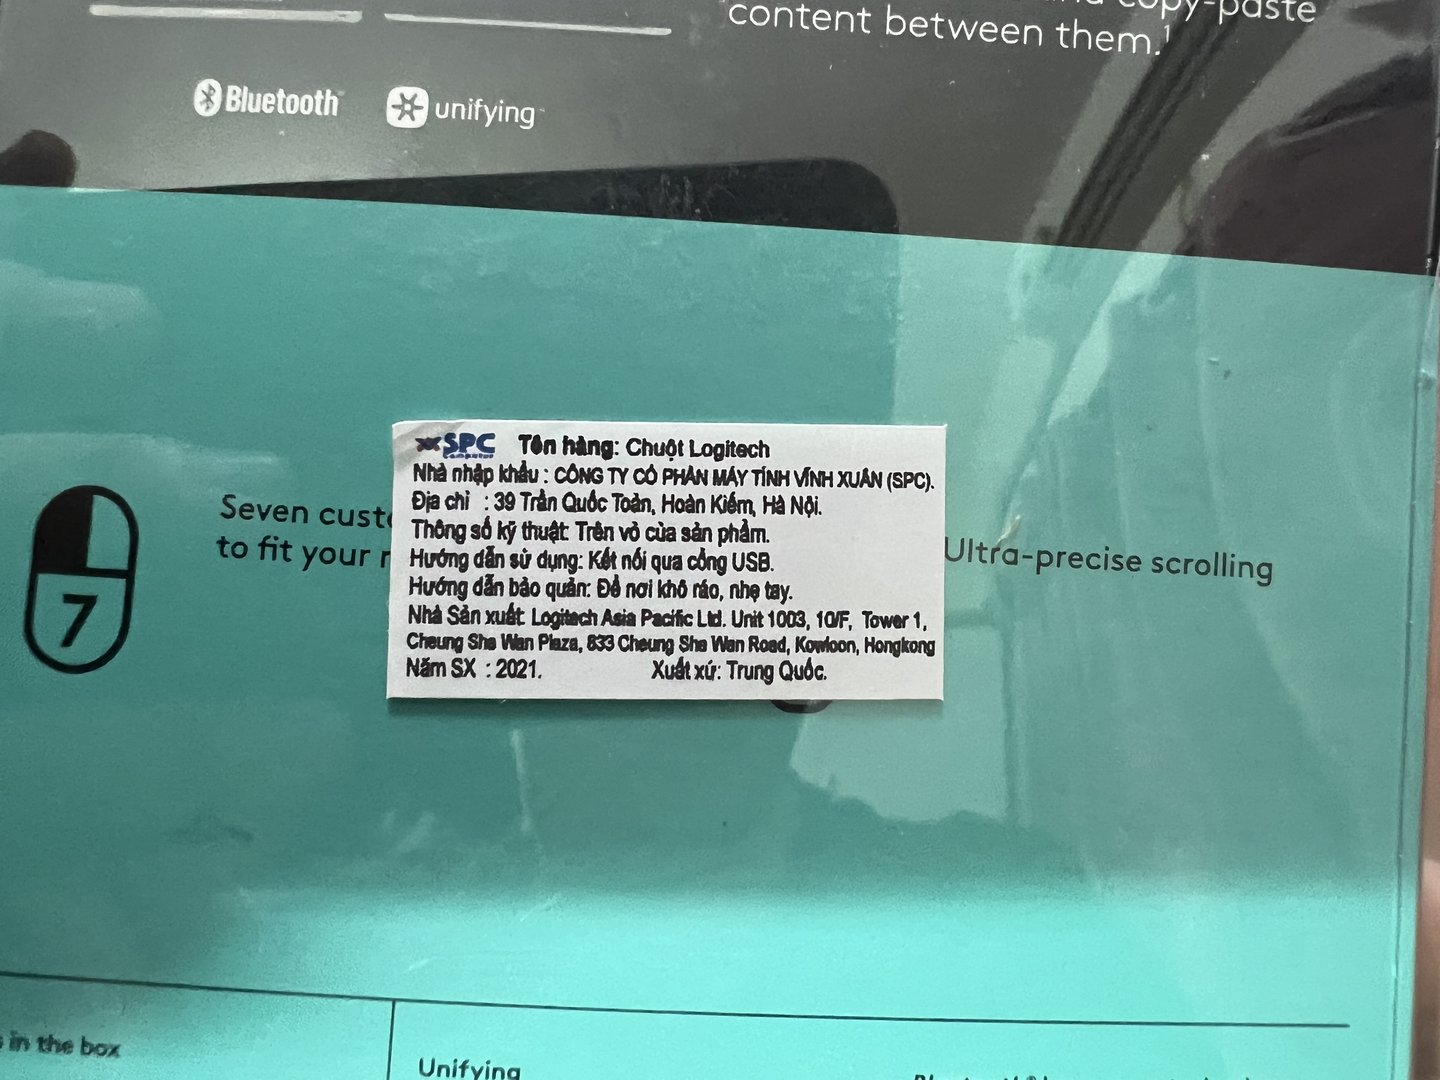 copy-paste
content between them.¹
Bluetooth™
unifying™
SPC
Computer
Tên hàng: Chuột Logitech
Nhà nhập khẩu : CÔNG TY CỔ PHẦN MÁY TÍNH VĨNH XUÂN (SPC).
Địa chỉ : 39 Trần Quốc Toản, Hoàn Kiếm, Hà Nội.
Thông số kỹ thuật: Trên vỏ của sản phẩm.
Hướng dẫn sử dụng: Kết nối qua cổng USB.
Hướng dẫn bảo quản: Để nơi khô ráo, nhẹ tay.
Nhà Sản xuất: Logitech Asia Pacific Ltd. Unit 1003, 10/F, Tower 1,
Cheung Sha Wan Plaza, 833 Cheung Sha Wan Road, Kowloon, Hongkong
Năm SX : 2021. Xuất xứ: Trung Quốc.
7
Seven
to fit your
Ultra-precise scrolling
in the box
Unifying